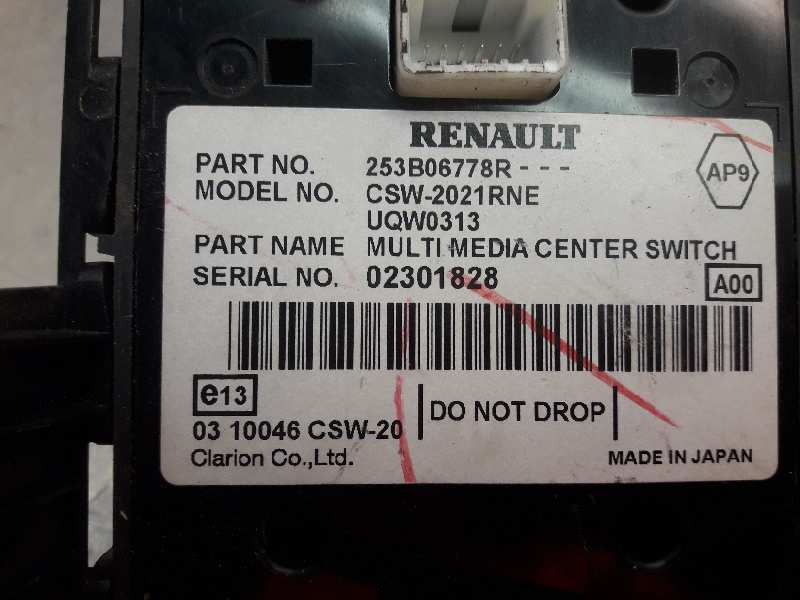 RENAULT
PART NO. 253B06778R - - -
AP9
MODEL NO. CSW-2021RNE
UQW0313
PART NAME MULTI MEDIA CENTER SWITCH
SERIAL NO. 02301828
A00
e13
DO NOT DROP
03 10046 CSW-20
Clarion Co.,Ltd.
MADE IN JAPAN